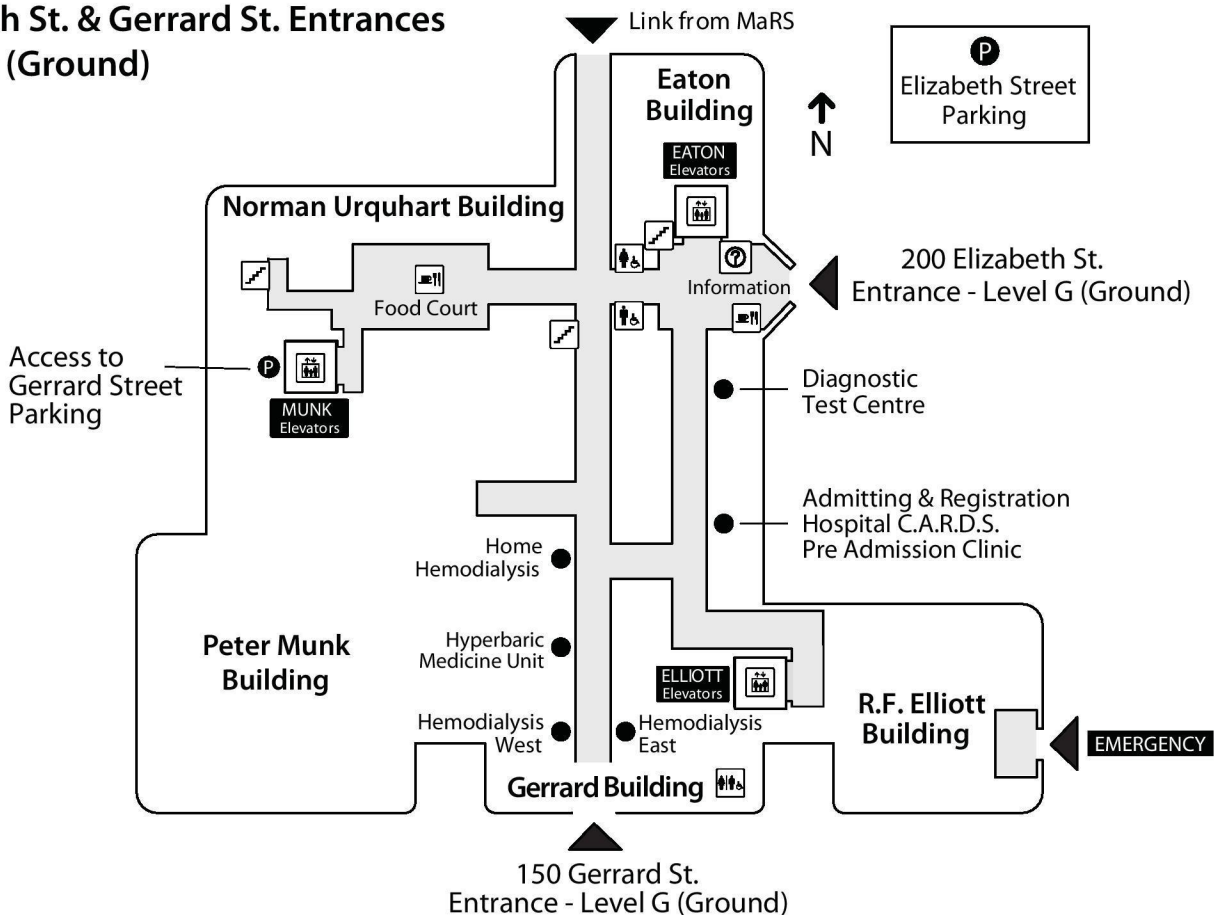 h St. & Gerrard St. Entrances
(Ground)
Link from MaRS
P
Elizabeth Street
Parking
Eaton
Building
N
EATON
Elevators
Norman Urquhart Building
?
Information
200 Elizabeth St.
Entrance - Level G (Ground)
Food Court
Access to
Gerrard Street
Parking
P
MUNK
Elevators
Diagnostic
Test Centre
Admitting & Registration
Hospital C.A.R.D.S.
Pre Admission Clinic
Home
Hemodialysis
Peter Munk
Building
Hyperbaric
Medicine Unit
ELLIOTT
Elevators
R.F. Elliott
Building
Hemodialysis
West
Hemodialysis
East
EMERGENCY
Gerrard Building
150 Gerrard St.
Entrance - Level G (Ground)